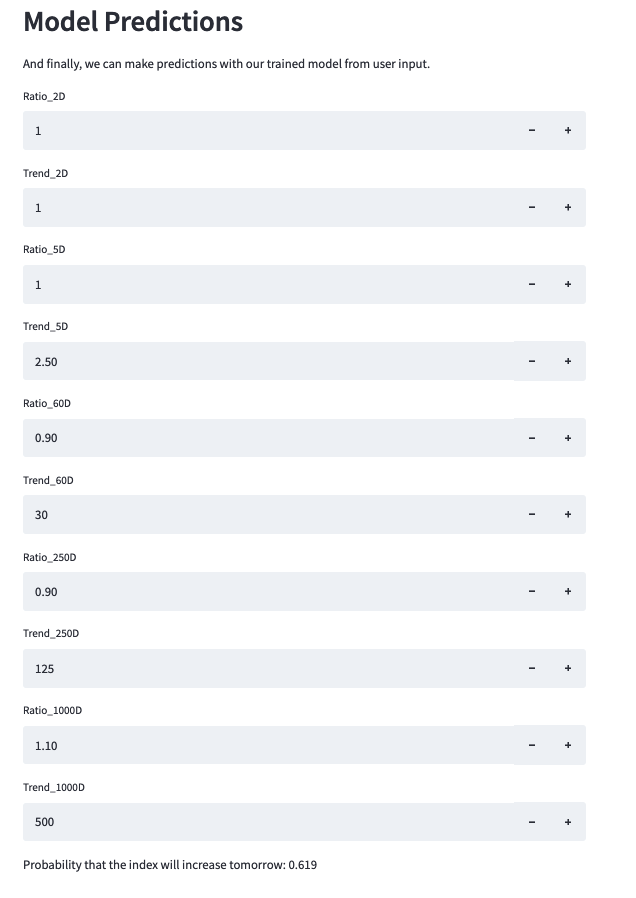 Model Predictions
And finally, we can make predictions with our trained model from user input.
Ratio_2D
1
− +
Trend_2D
1
− +
Ratio_5D
1
− +
Trend_5D
2.50
− +
Ratio_60D
0.90
− +
Trend_60D
30
− +
Ratio_250D
0.90
− +
Trend_250D
125
− +
Ratio_1000D
1.10
− +
Trend_1000D
500
− +
Probability that the index will increase tomorrow: 0.619